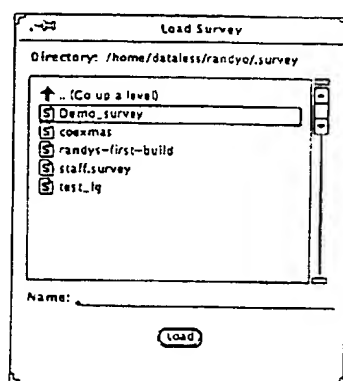 Load Survey
Directory: /home/dataless/randyo/.survey
.. (Go up a level)
S Demo_survey
S coexmas
S randys-first-build
S staff.survey
S test_lg
Name:
Load